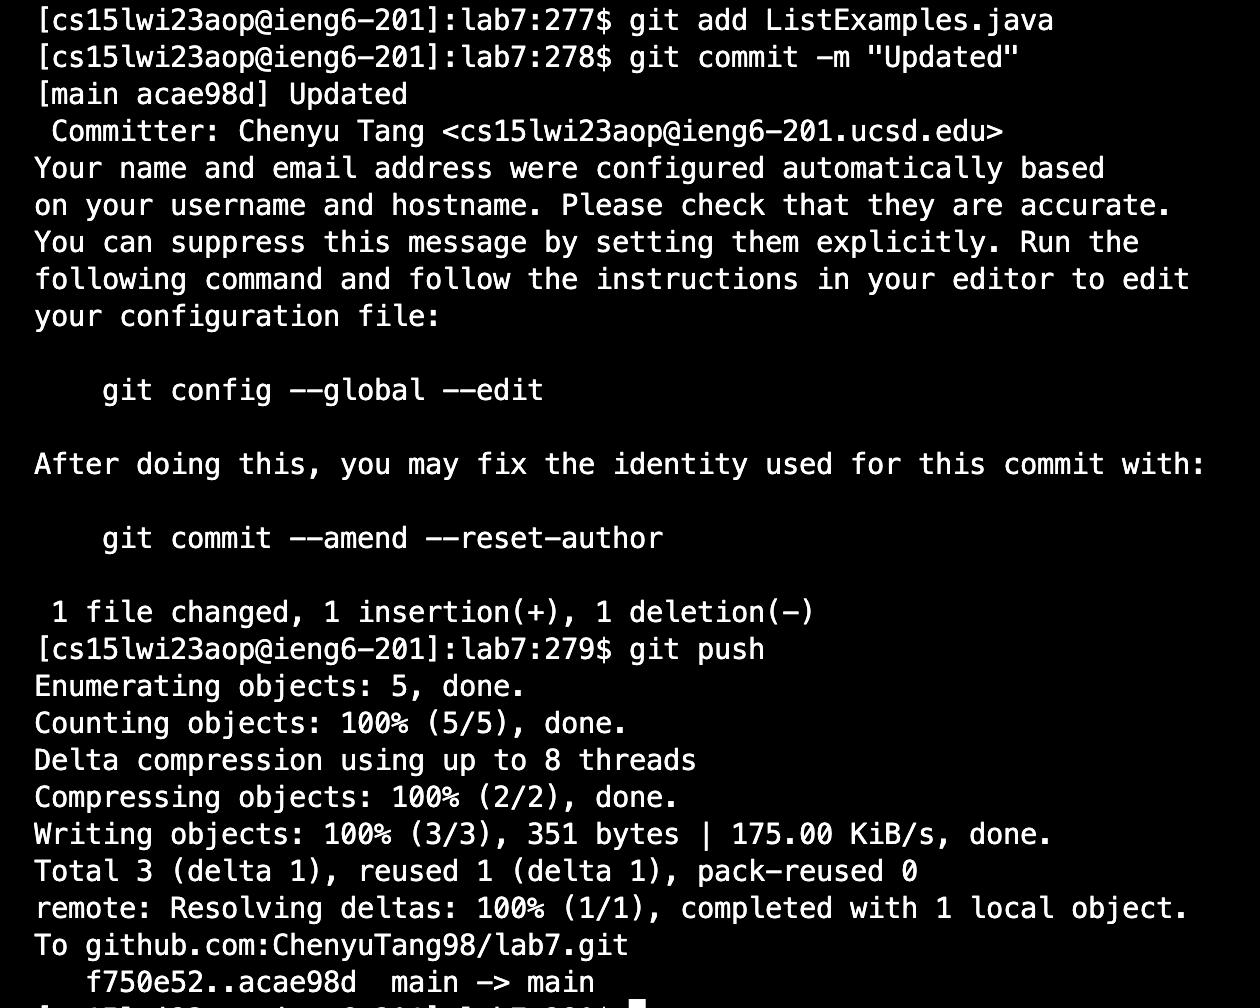 [cs15lwi23aop@ieng6-201]:lab7:277$ git add ListExamples.java
[cs15lwi23aop@ieng6-201]:lab7:278$ git commit -m "Updated"
[main acae98d] Updated
 Committer: Chenyu Tang <cs15lwi23aop@ieng6-201.ucsd.edu>
Your name and email address were configured automatically based
on your username and hostname. Please check that they are accurate.
You can suppress this message by setting them explicitly. Run the
following command and follow the instructions in your editor to edit
your configuration file:

    git config --global --edit

After doing this, you may fix the identity used for this commit with:

    git commit --amend --reset-author

 1 file changed, 1 insertion(+), 1 deletion(-)
[cs15lwi23aop@ieng6-201]:lab7:279$ git push
Enumerating objects: 5, done.
Counting objects: 100% (5/5), done.
Delta compression using up to 8 threads
Compressing objects: 100% (2/2), done.
Writing objects: 100% (3/3), 351 bytes | 175.00 KiB/s, done.
Total 3 (delta 1), reused 1 (delta 1), pack-reused 0
remote: Resolving deltas: 100% (1/1), completed with 1 local object.
To github.com:ChenyuTang98/lab7.git
   f750e52..acae98d  main -> main